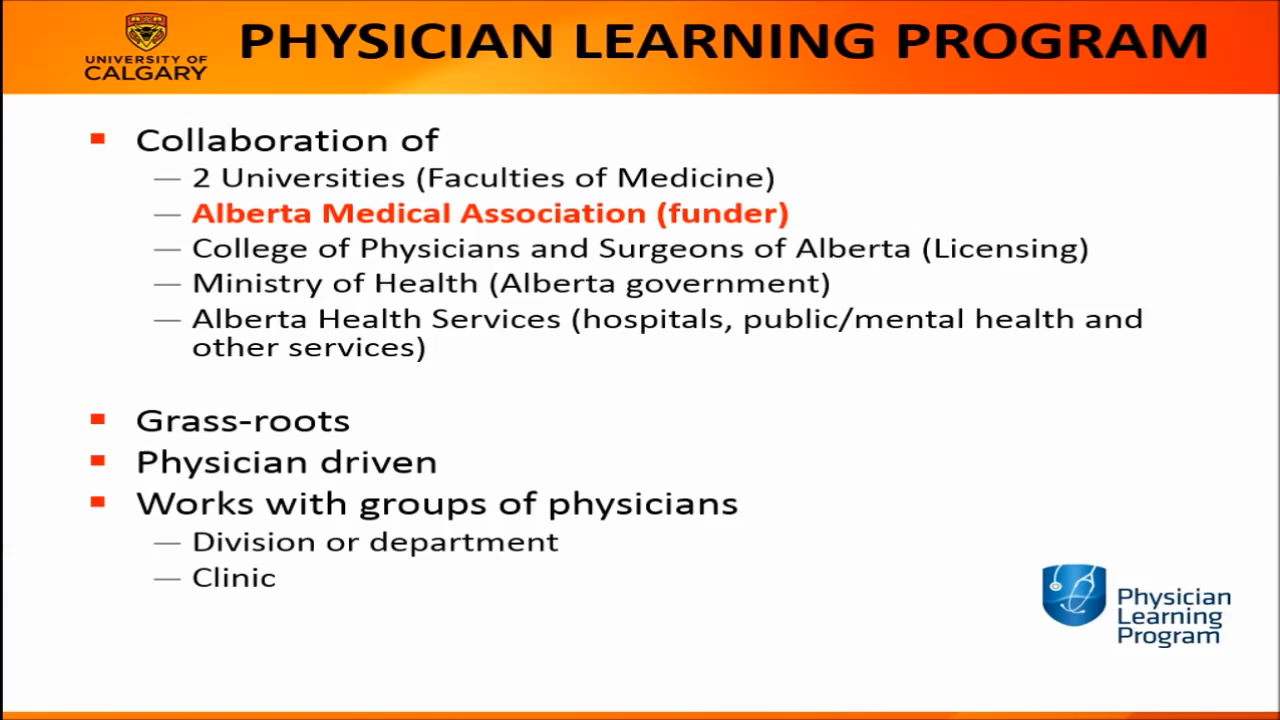 UNIVERSITY OF
CALGARY
PHYSICIAN LEARNING PROGRAM
Collaboration of
— 2 Universities (Faculties of Medicine)
— Alberta Medical Association (funder)
— College of Physicians and Surgeons of Alberta (Licensing)
— Ministry of Health (Alberta government)
— Alberta Health Services (hospitals, public/mental health and
other services)
Grass-roots
Physician driven
Works with groups of physicians
— Division or department
— Clinic
Physician
Learning
Program